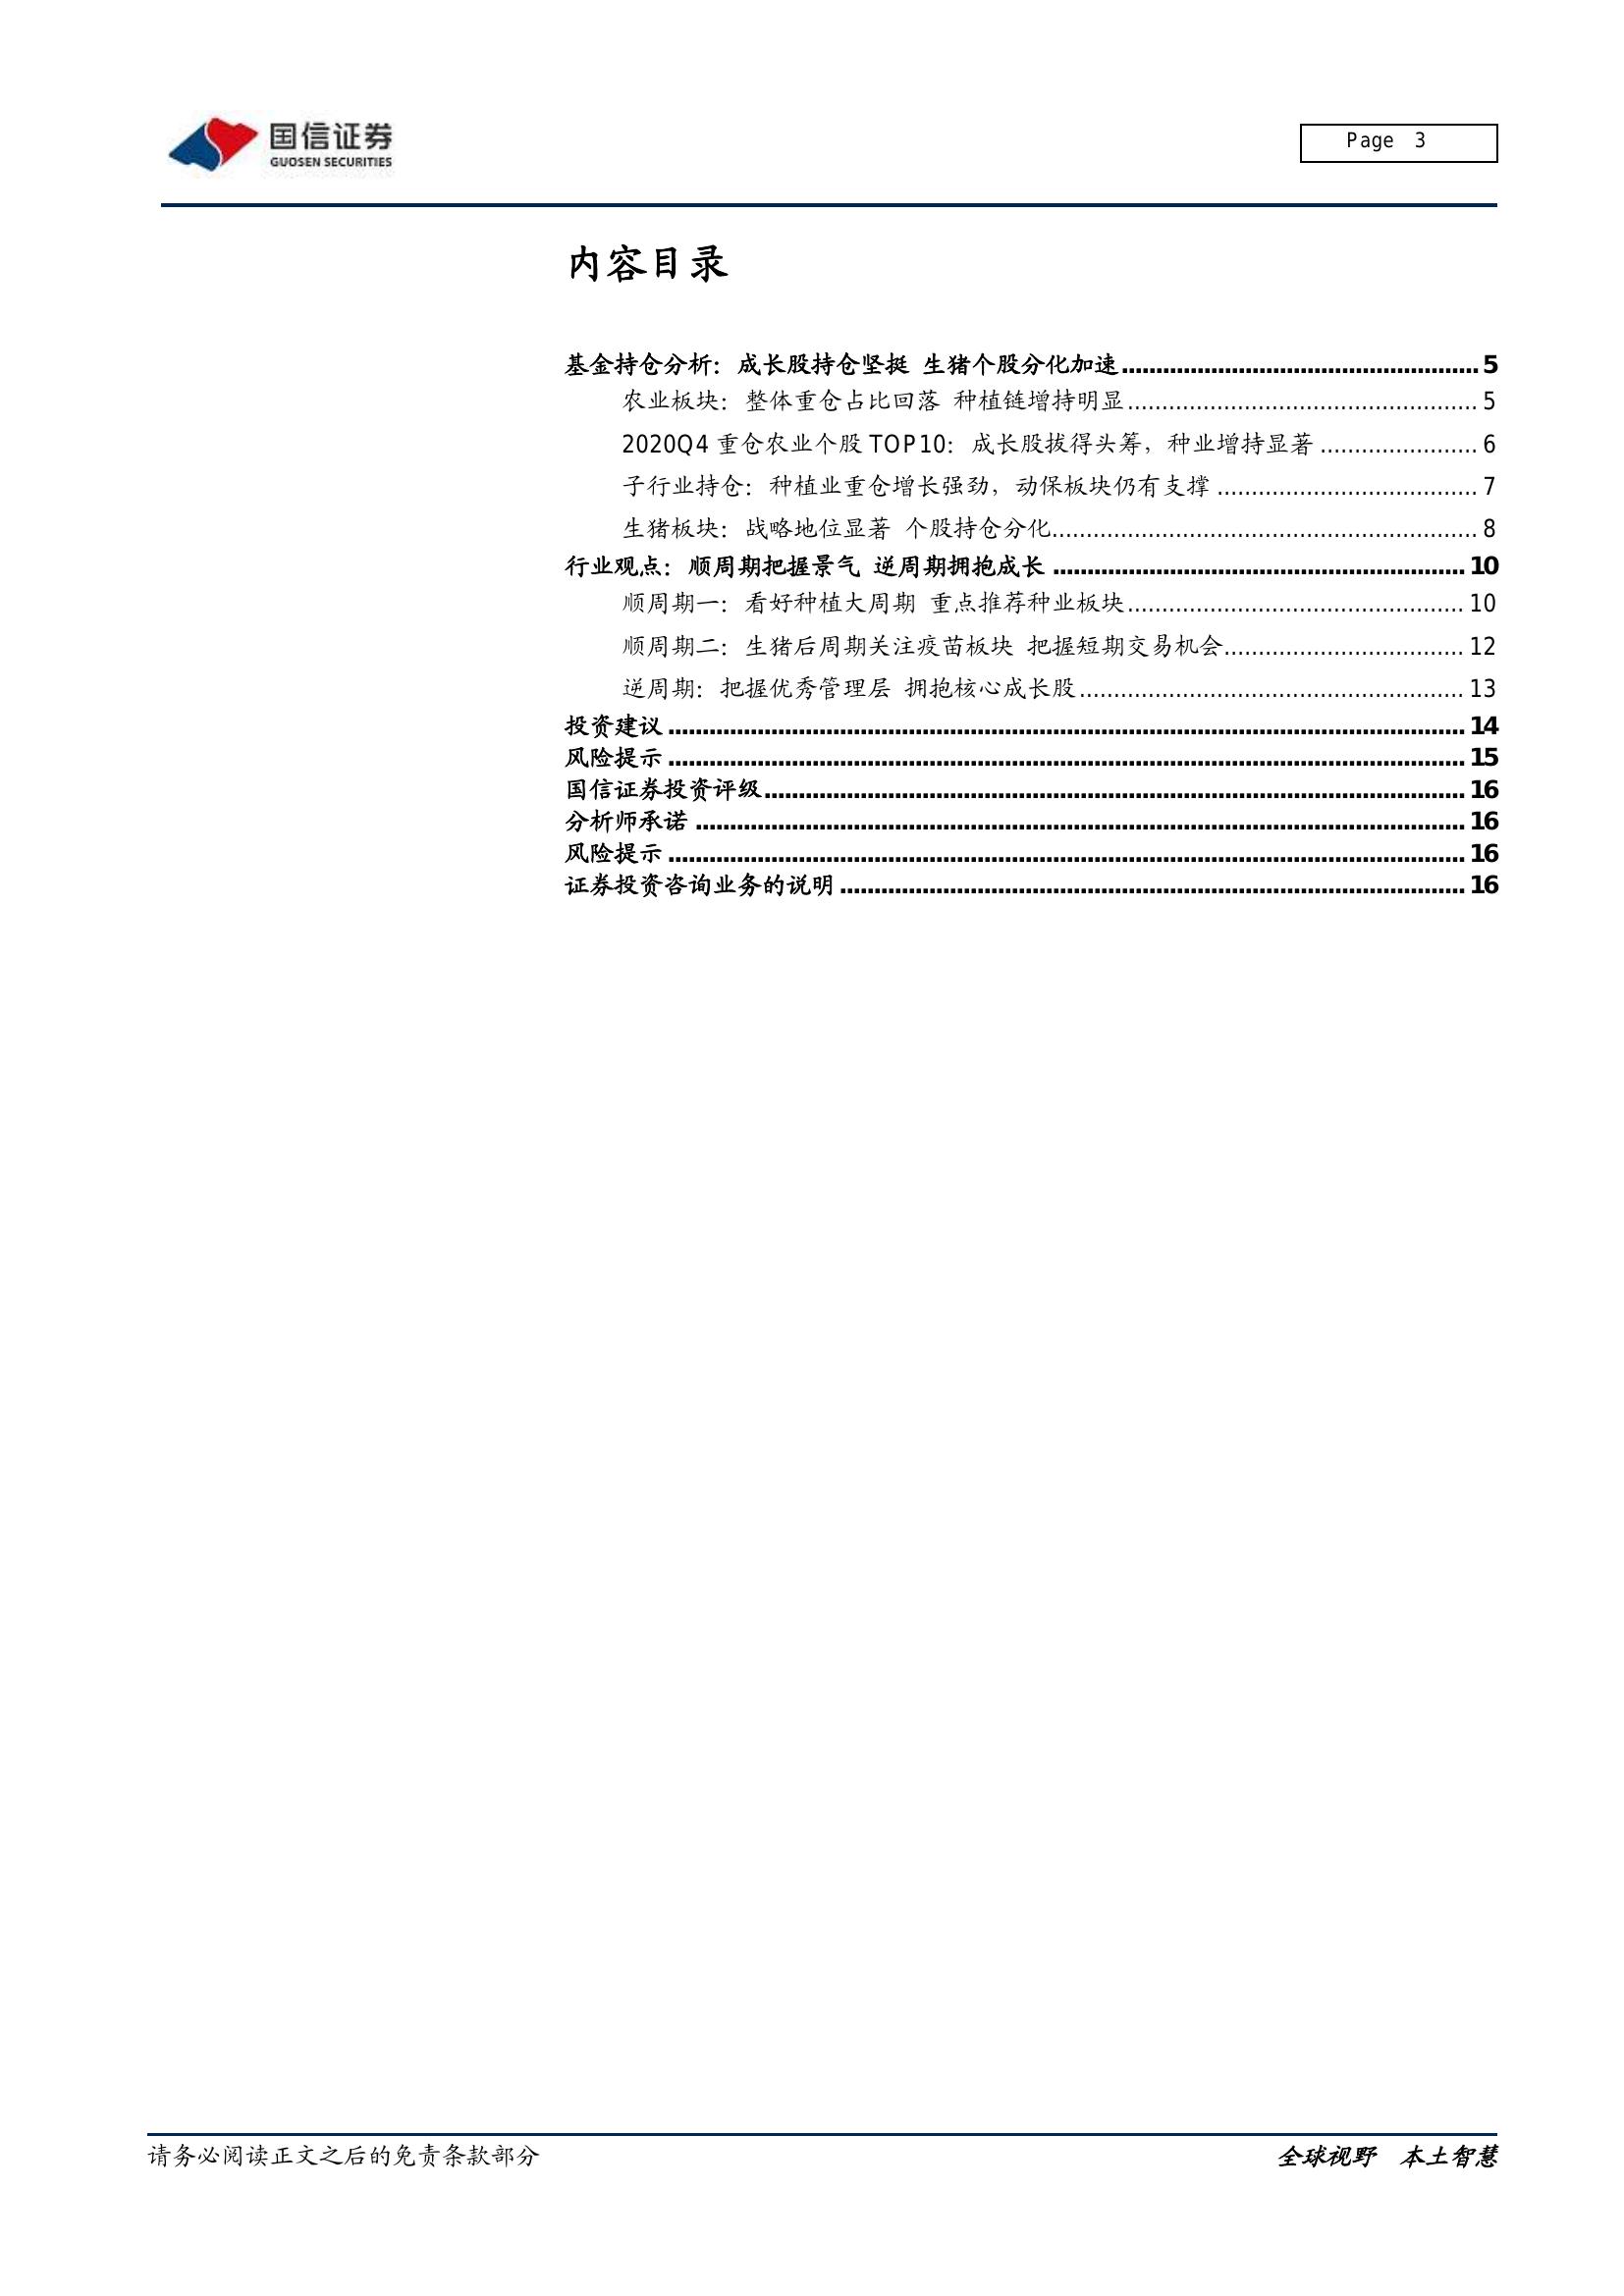 国信证券
GUOSEN SECURITIES
Page 3
内容目录
基金持仓分析：成长股持仓坚挺 生猪个股分化加速.................................................... 5
农业板块：整体重仓占比回落 种植链增持明显................................................... 5
2020Q4 重仓农业个股 TOP10：成长股拔得头筹，种业增持显著 ....................... 6
子行业持仓：种植业重仓增长强劲，动保板块仍有支撑 ...................................... 7
生猪板块：战略地位显著 个股持仓分化.............................................................. 8
行业观点：顺周期把握景气 逆周期拥抱成长 ............................................................ 10
顺周期一：看好种植大周期 重点推荐种业板块................................................. 10
顺周期二：生猪后周期关注疫苗板块 把握短期交易机会................................... 12
逆周期：把握优秀管理层 拥抱核心成长股........................................................ 13
投资建议 .................................................................................................................... 14
风险提示 .................................................................................................................... 15
国信证券投资评级...................................................................................................... 16
分析师承诺 ................................................................................................................ 16
风险提示 .................................................................................................................... 16
证券投资咨询业务的说明 ........................................................................................... 16
请务必阅读正文之后的免责条款部分
全球视野 本土智慧